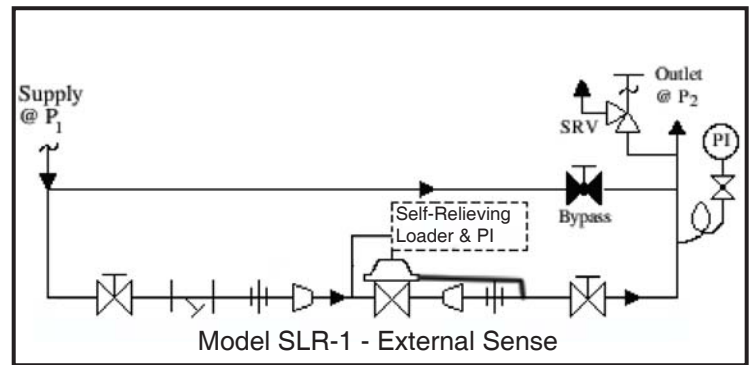 Supply
@ P1
Outlet
@ P2
SRV
PI
Bypass
Self-Relieving
Loader & PI
Model SLR-1 - External Sense